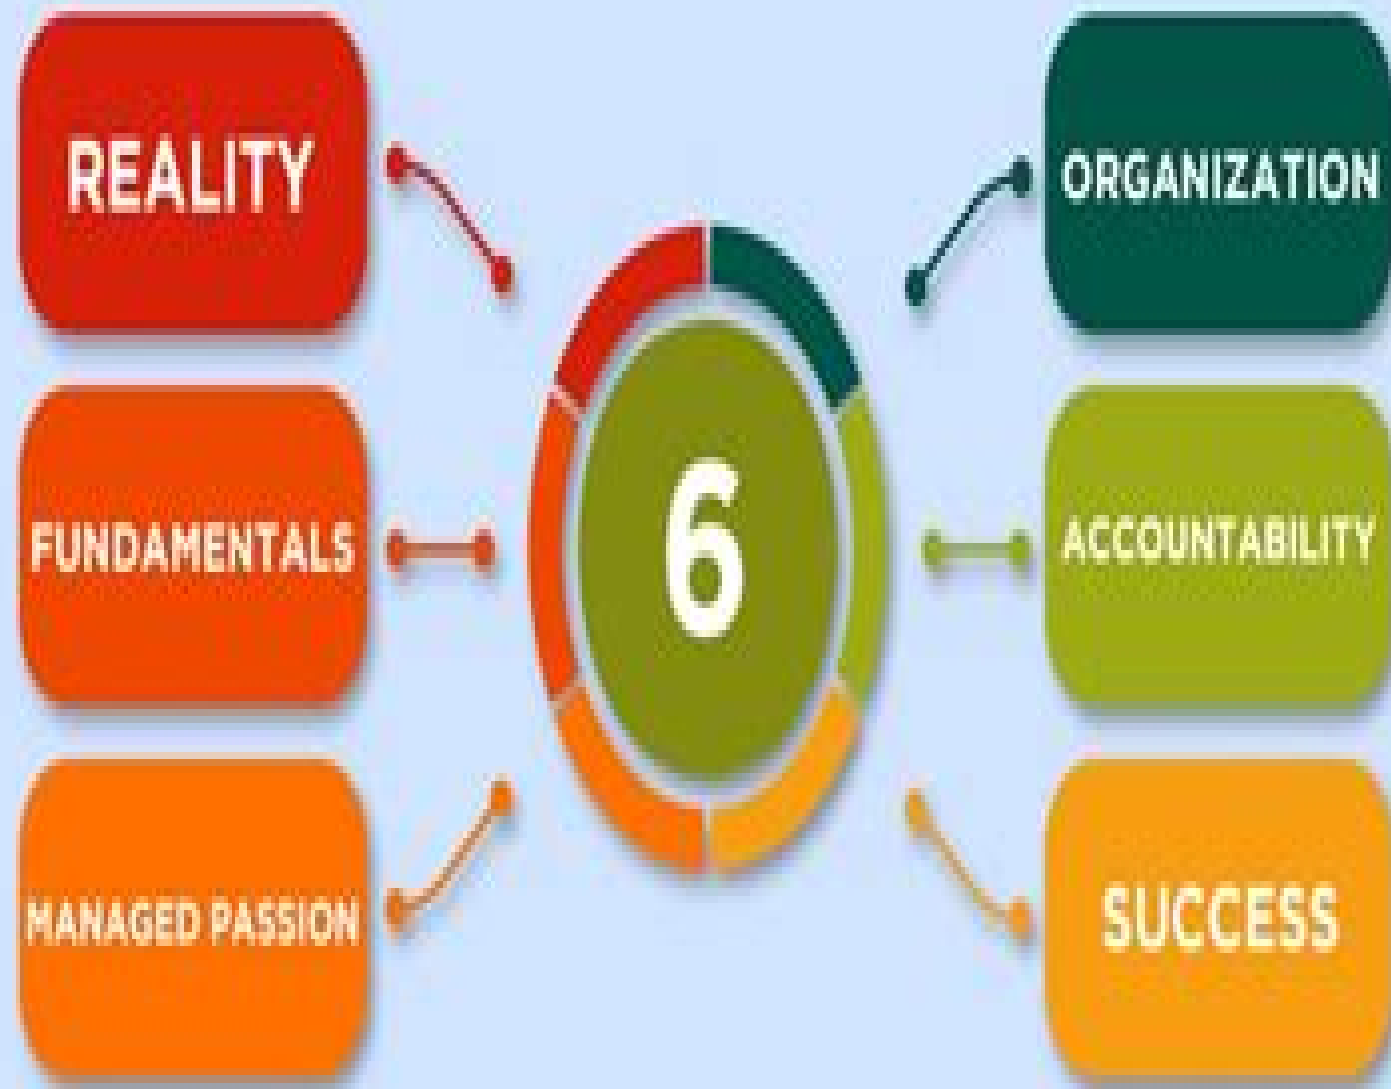 REALITY
ORGANIZATION
6
FUNDAMENTALS
ACCOUNTABILITY
MANAGED PASSION
SUCCESS